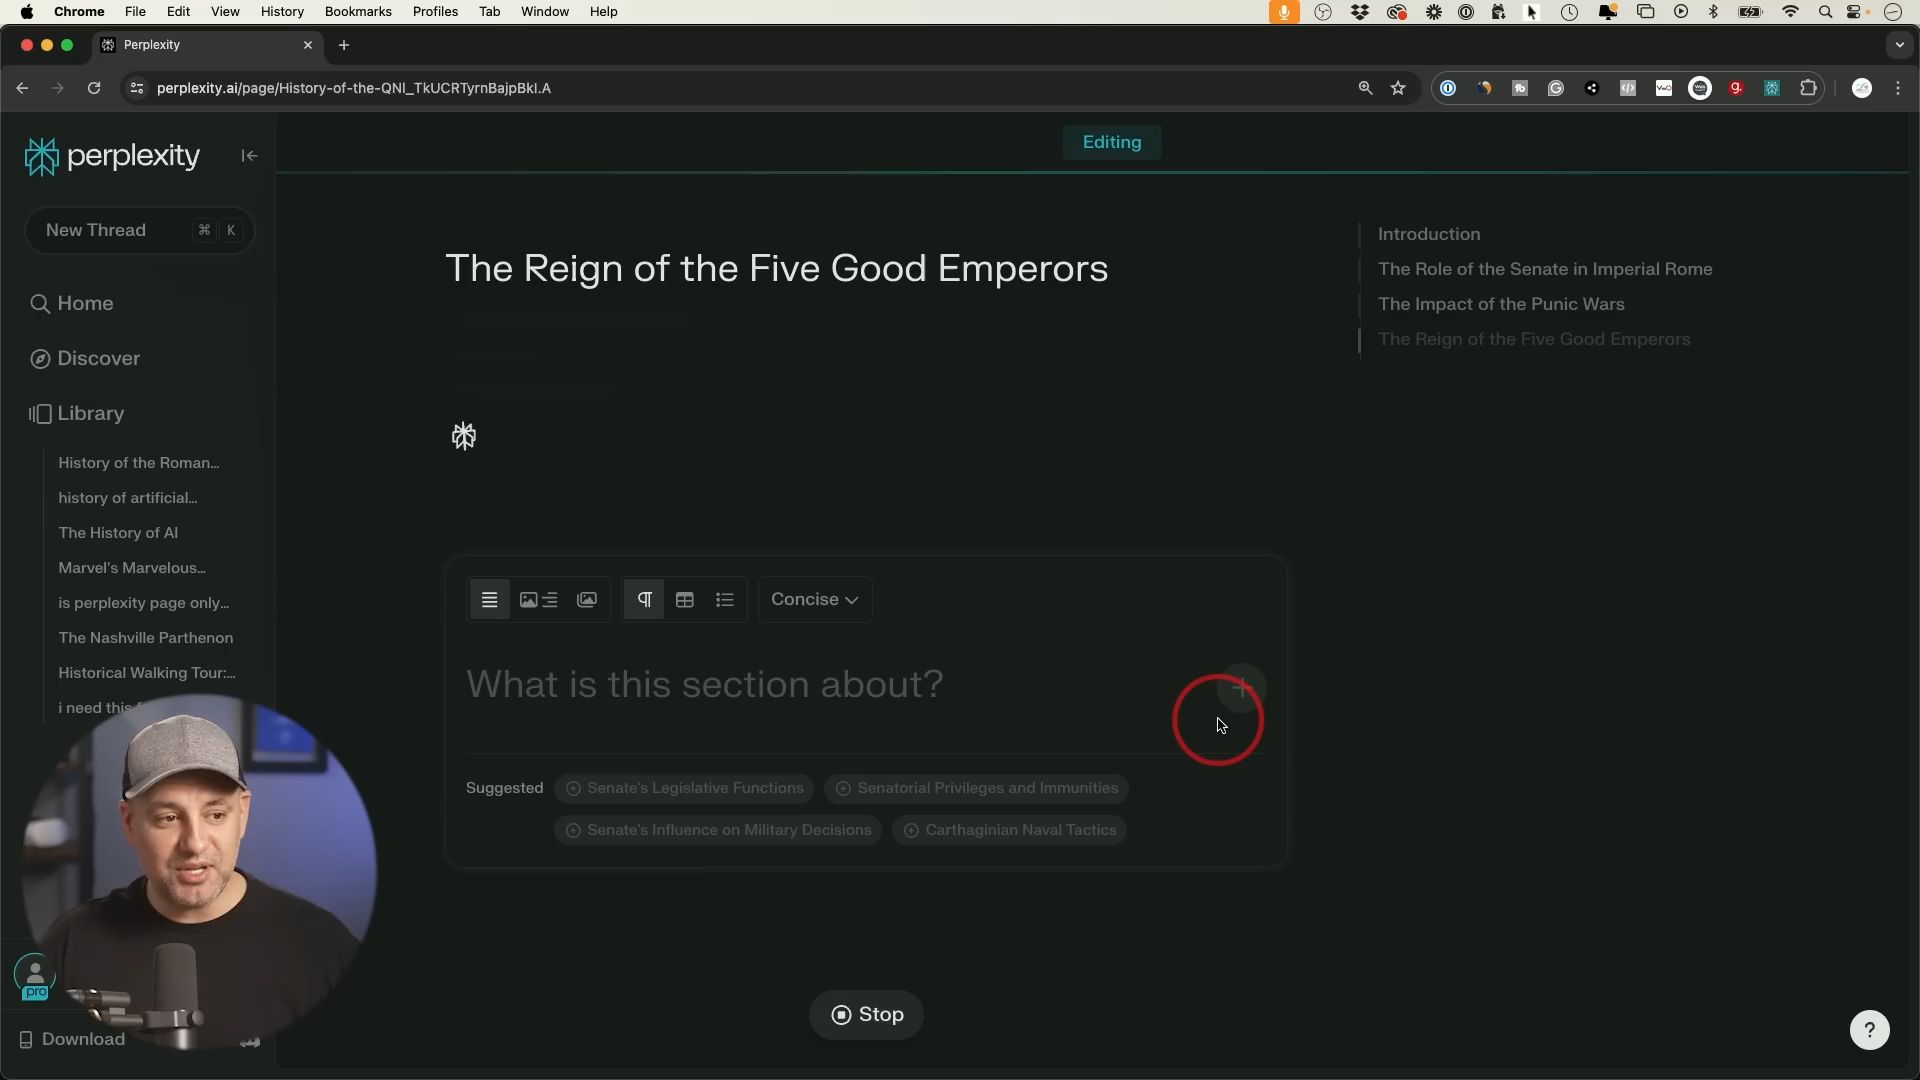 Chrome File Edit View History Bookmarks Profiles Tab Window Help
Perplexity
perplexity.ai/page/History-of-the-QNI_TkUCRTyrnBajpBkl.A
perplexity
Editing
New Thread ⌘ K
Home
Discover
Library
History of the Roman...
history of artificial...
The History of AI
Marvel's Marvelous...
is perplexity page only...
The Nashville Parthenon
Historical Walking Tour:...
i need this
pro
Download
The Reign of the Five Good Emperors
Concise
What is this section about?
Suggested
Senate's Legislative Functions
Senatorial Privileges and Immunities
Senate's Influence on Military Decisions
Carthaginian Naval Tactics
Stop
Introduction
The Role of the Senate in Imperial Rome
The Impact of the Punic Wars
The Reign of the Five Good Emperors
?